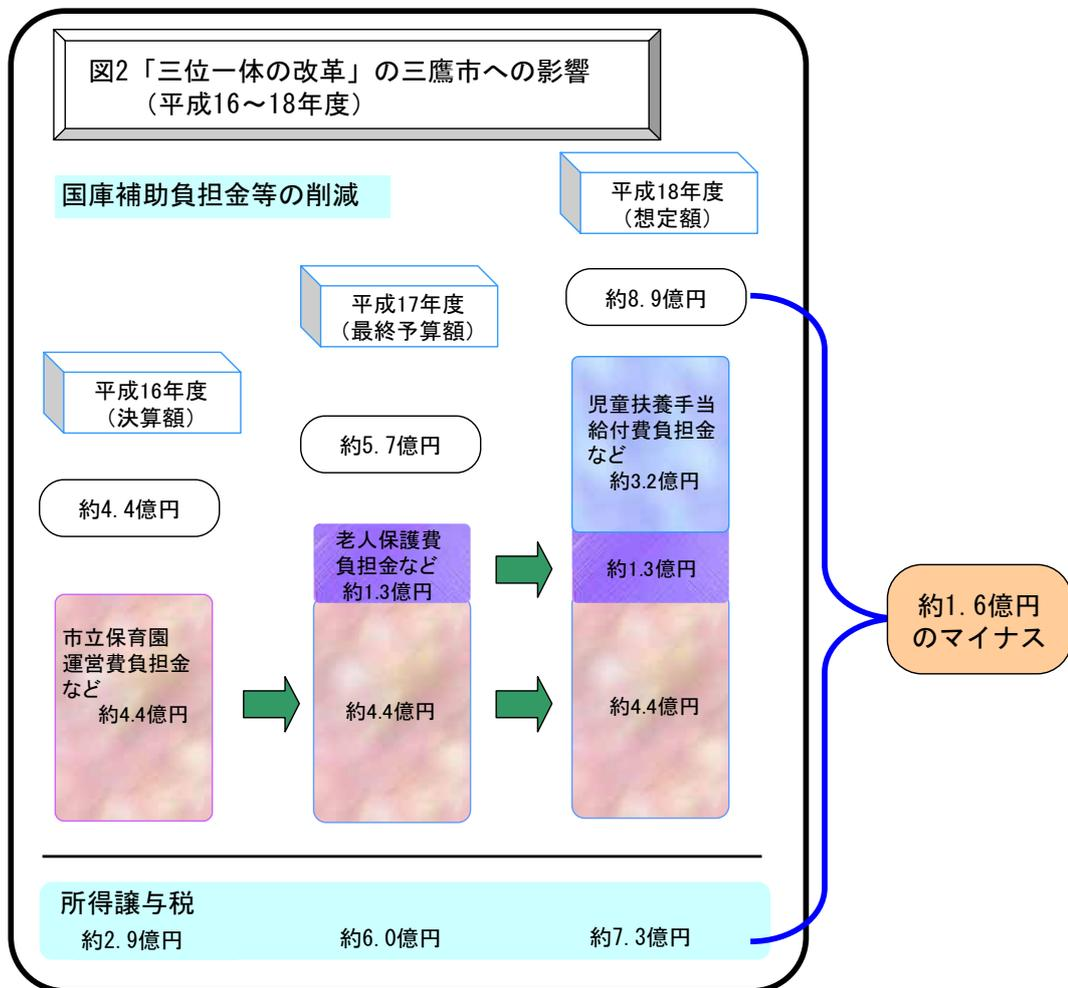 図2「三位一体の改革」の三鷹市への影響
（平成16～18年度）
国庫補助負担金等の削減
平成16年度
（決算額）
約4.4億円
市立保育園
運営費負担金
など
約4.4億円
平成17年度
（最終予算額）
約5.7億円
老人保護費
負担金など
約1.3億円
約4.4億円
平成18年度
（想定額）
約8.9億円
児童扶養手当
給付費負担金
など
約3.2億円
約1.3億円
約4.4億円
約1.6億円
のマイナス
所得譲与税
約2.9億円
約6.0億円
約7.3億円